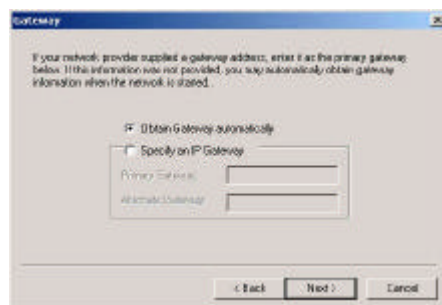 Gateway
If your network provider supplied a gateway address, enter it as the primary gateway
below. If this information was not provided, you may automatically obtain gateway
information when the network is started.
Obtain Gateway automatically
Specify an IP Gateway
Primary Gateway:
Alternate Gateway:
< Back
Next >
Cancel